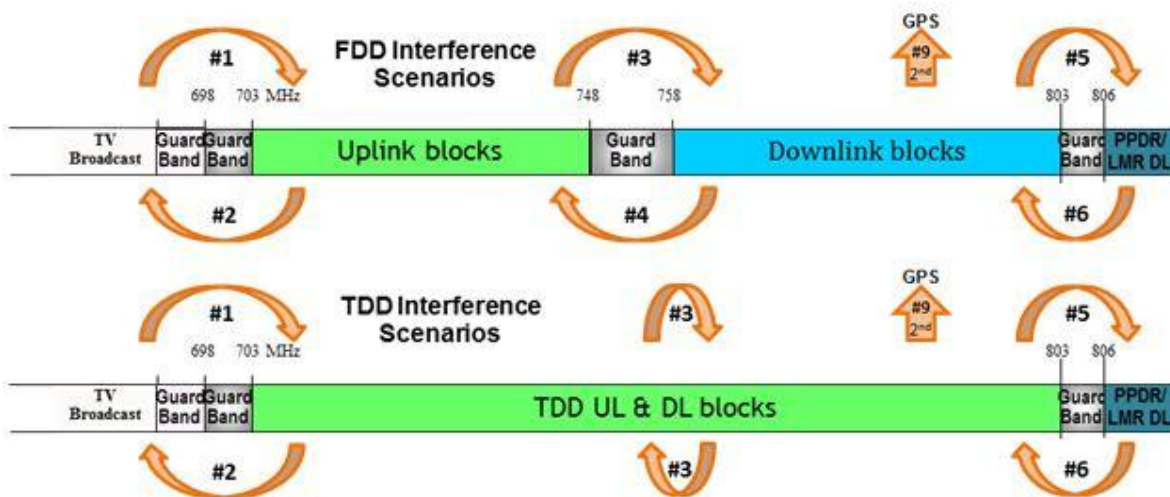 GPS
#1
FDD Interference
Scenarios
#3
#9
2nd
#5
698 703 MHz
748 758
803 806
TV
Broadcast
Guard
Band
Guard
Band
Uplink blocks
Guard
Band
Downlink blocks
Guard
Band
PPDR/
LMR DL
#2
#4
#6
GPS
#1
TDD Interference
Scenarios
#3
#9
2nd
#5
698 703 MHz
803 806
TV
Broadcast
Guard
Band
Guard
Band
TDD UL & DL blocks
Guard
Band
PPDR/
LMR DL
#2
#3
#6